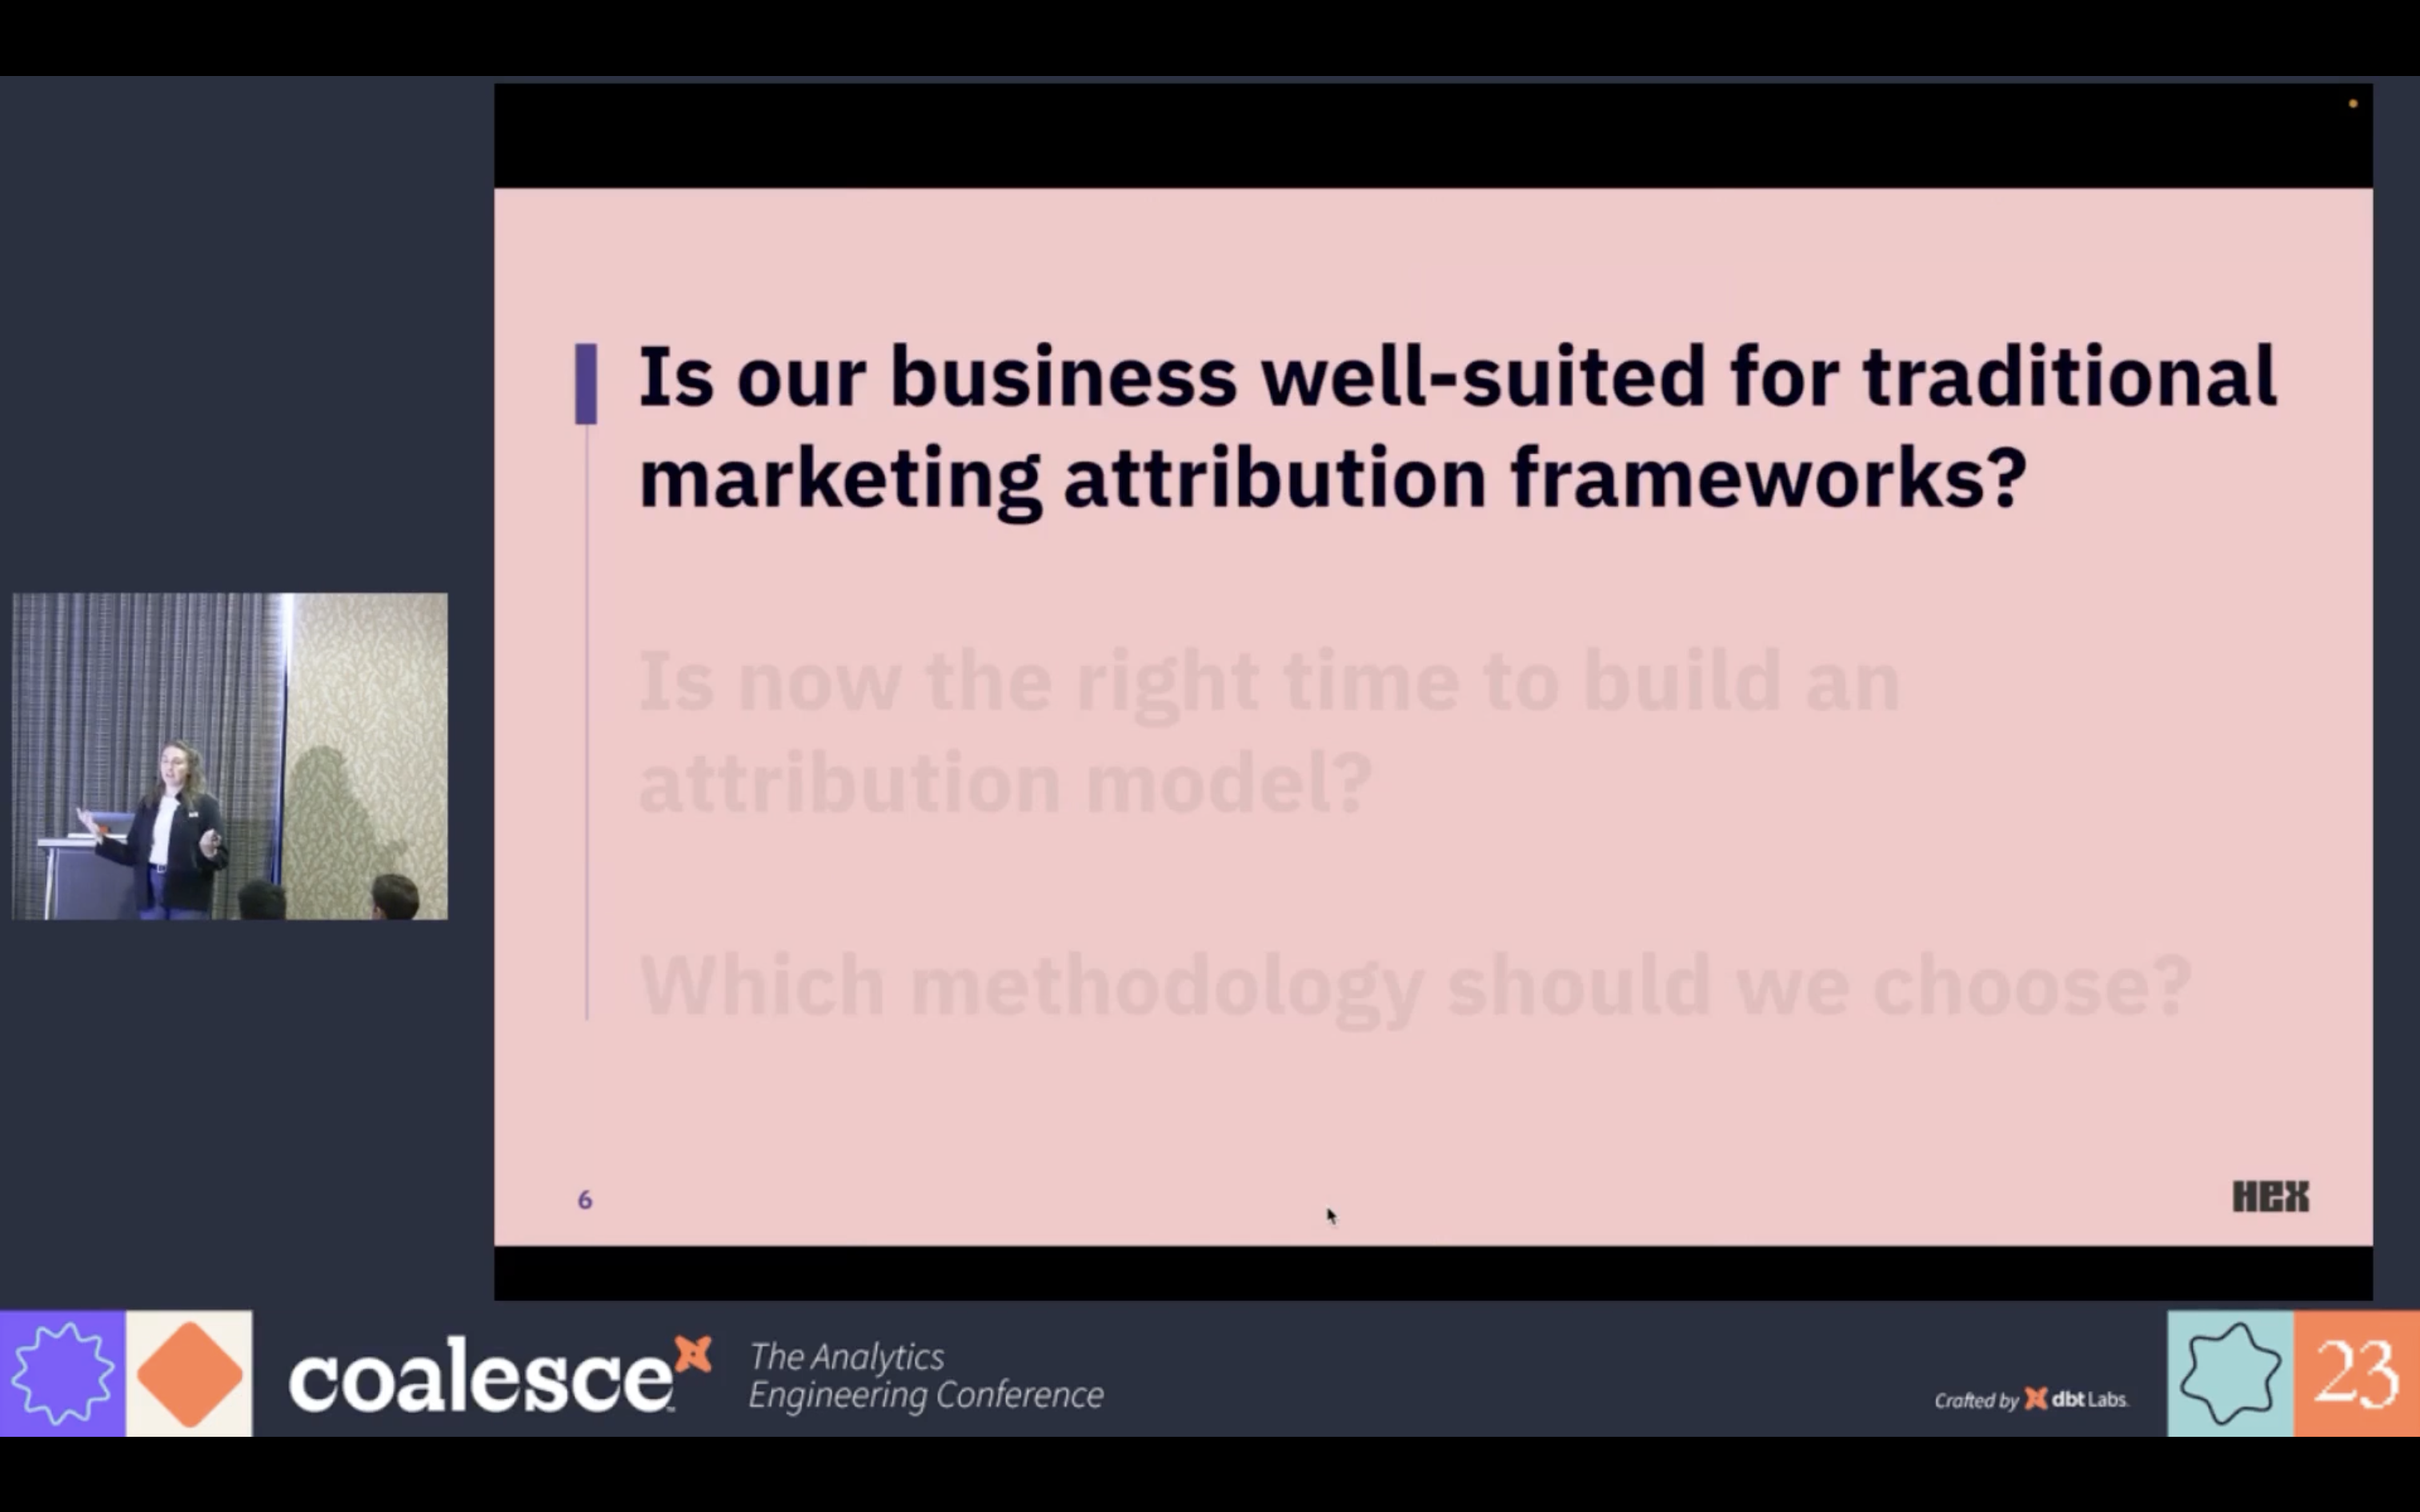 Is our business well-suited for traditional
marketing attribution frameworks?
Is now the right time to build an
attribution model?
Which methodology should we choose?
6
HEX
coalesce
The Analytics
Engineering Conference
Crafted by dbt Labs
23